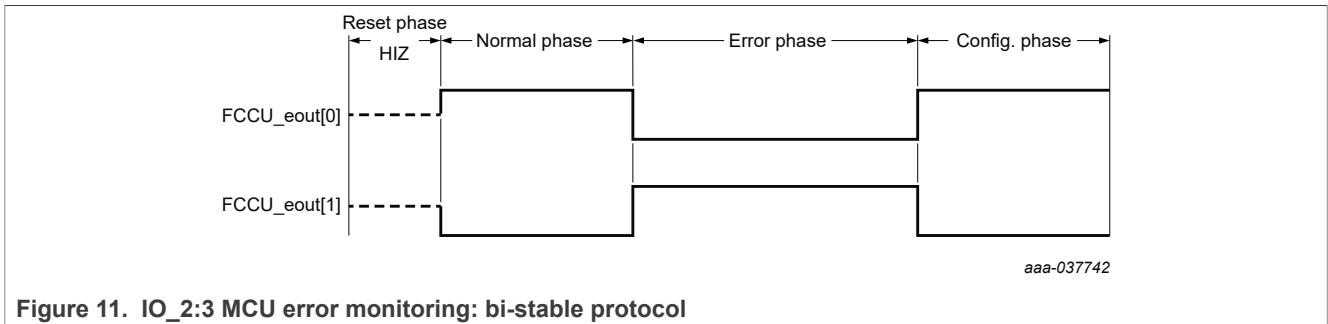 Reset phase
HIZ
Normal phase
Error phase
Config. phase
FCCU_eout[0]
FCCU_eout[1]
aaa-037742
Figure 11. IO_2:3 MCU error monitoring: bi-stable protocol